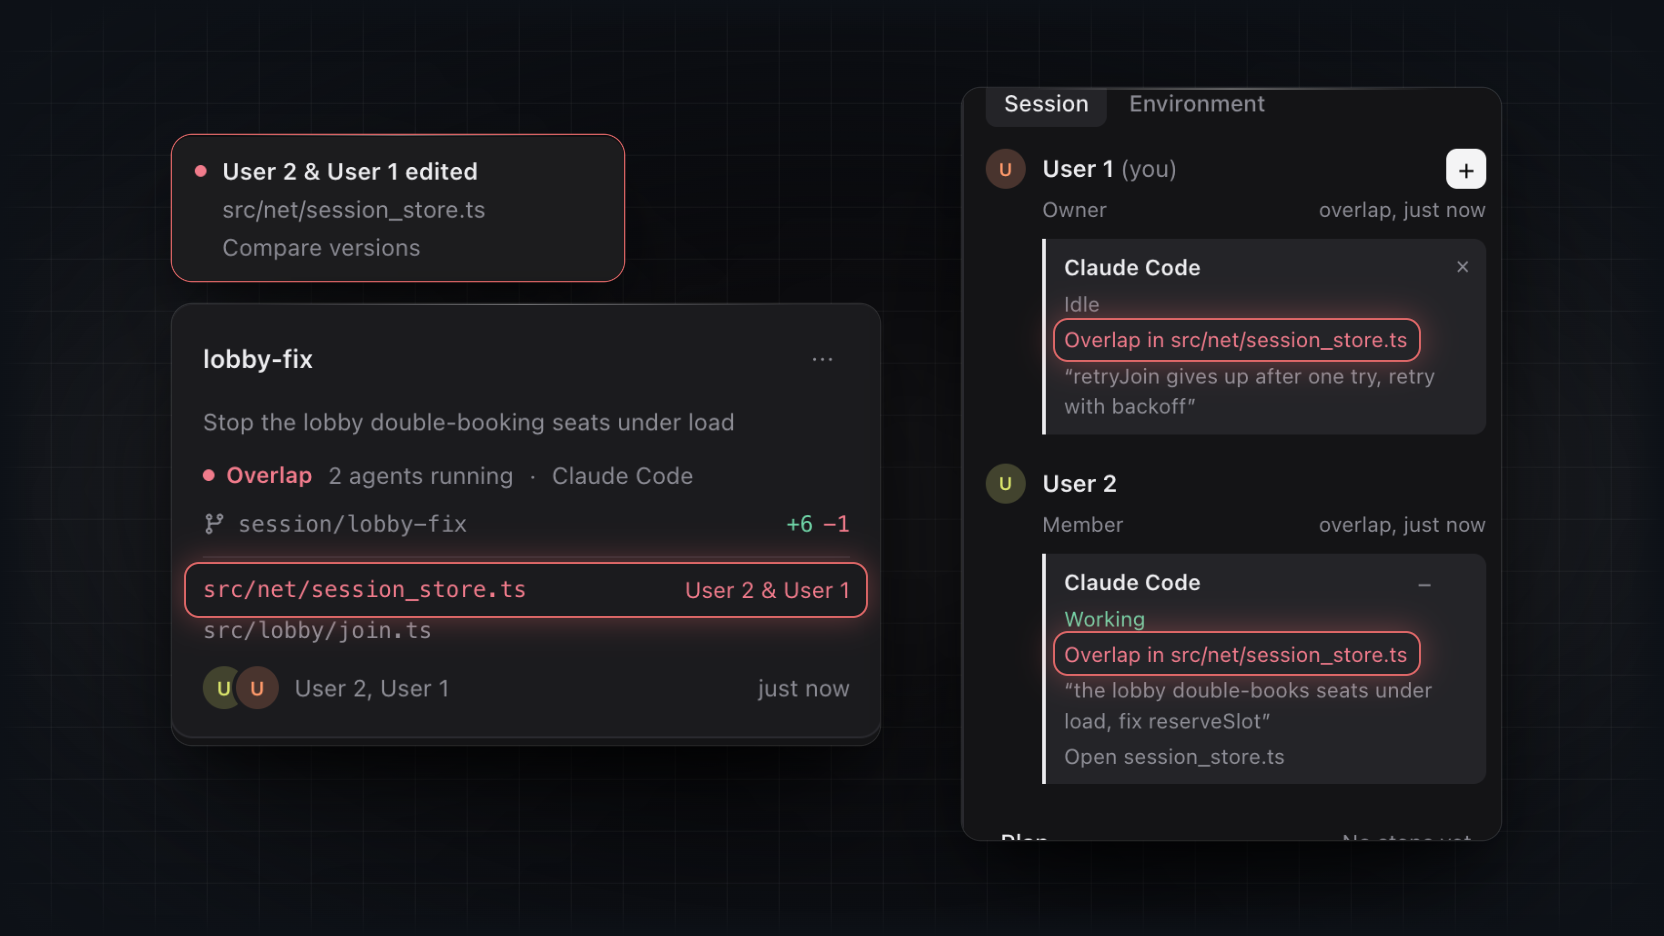 User 2 & User 1 edited
src/net/session_store.ts
Compare versions
lobby-fix
...
Stop the lobby double-booking seats under load
Overlap 2 agents running · Claude Code
session/lobby-fix +6 −1
src/net/session_store.ts User 2 & User 1
src/lobby/join.ts
U U User 2, User 1 just now
Session Environment
U User 1 (you) +
Owner overlap, just now
Claude Code ×
Idle
Overlap in src/net/session_store.ts
“retryJoin gives up after one try, retry
with backoff”
U User 2
Member overlap, just now
Claude Code –
Working
Overlap in src/net/session_store.ts
“the lobby double-books seats under
load, fix reserveSlot”
Open session_store.ts
Plan No steps yet